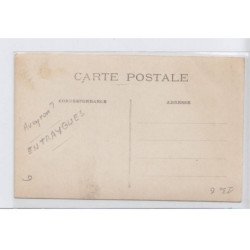 CARTE POSTALE
CORRESPONDANCE
ADRESSE
Aveyron ?
ENTRAYGUES